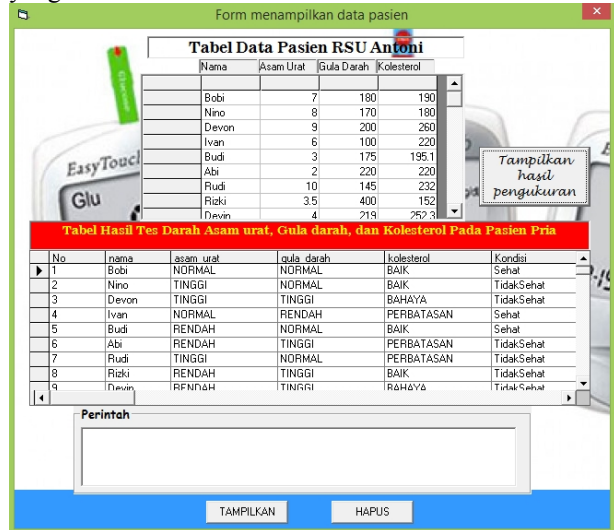 Form menampilkan data pasien
Tabel Data Pasien RSU Antoni
Nama Asam Urat Gula Darah Kolesterol
Bobi 7 180 190
Nino 8 170 180
Devon 9 200 260
Ivan 6 100 220
Budi 3 175 195.1
Abi 2 220 220
Rudi 10 145 232
Rizki 3.5 400 152
Devin 4 219 252.3
Glucose
EasyTouch
Glu
Tampilkan
hasil
pengukuran
Tabel Hasil Tes Darah Asam urat, Gula darah, dan Kolesterol Pada Pasien Pria
No nama asam urat gula darah kolesterol Kondisi
1 Bobi NORMAL NORMAL BAIK Sehat
2 Nino TINGGI NORMAL BAIK TidakSehat
3 Devon TINGGI TINGGI BAHAYA TidakSehat
4 Ivan NORMAL RENDAH PERBATASAN Sehat
5 Budi RENDAH NORMAL BAIK Sehat
6 Abi RENDAH TINGGI PERBATASAN TidakSehat
7 Rudi TINGGI NORMAL PERBATASAN TidakSehat
8 Rizki RENDAH TINGGI BAIK TidakSehat
9 Devin RENDAH TINGGI BAHAYA TidakSehat
Perintah
TAMPILKAN HAPUS